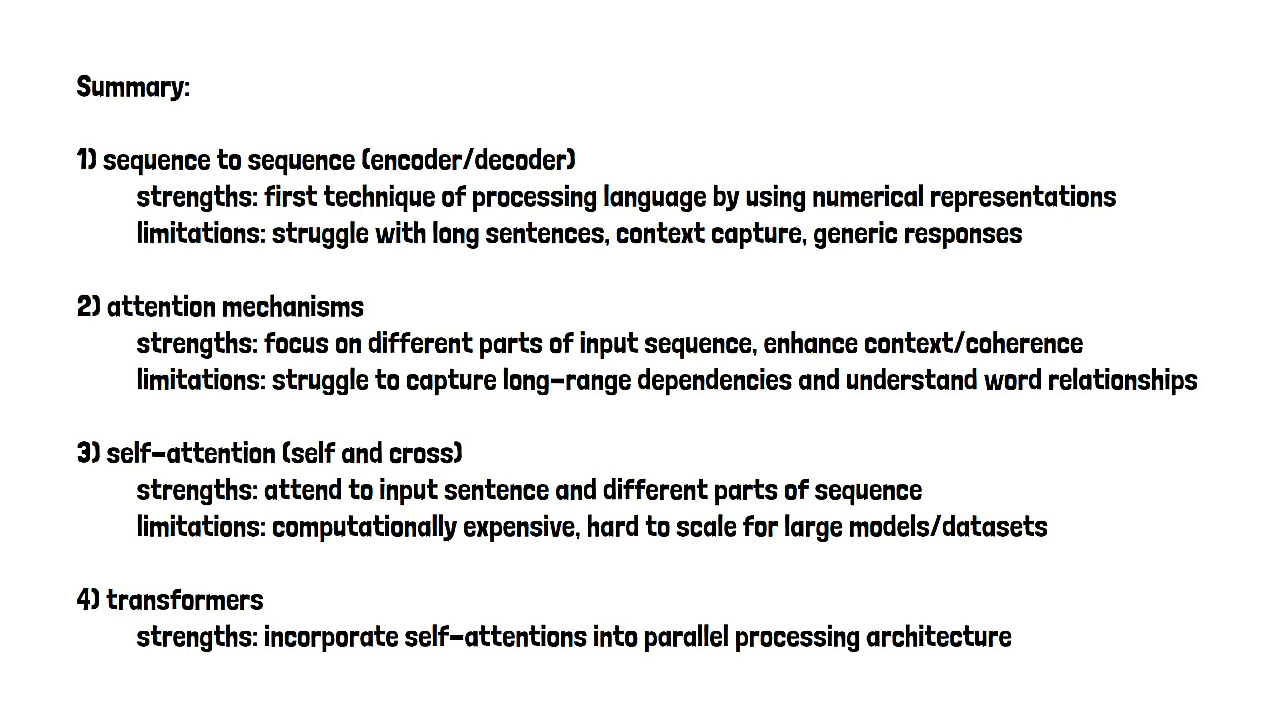 Summary:
1) sequence to sequence (encoder/decoder)
strengths: first technique of processing language by using numerical representations
limitations: struggle with long sentences, context capture, generic responses
2) attention mechanisms
strengths: focus on different parts of input sequence, enhance context/coherence
limitations: struggle to capture long-range dependencies and understand word relationships
3) self-attention (self and cross)
strengths: attend to input sentence and different parts of sequence
limitations: computationally expensive, hard to scale for large models/datasets
4) transformers
strengths: incorporate self-attentions into parallel processing architecture